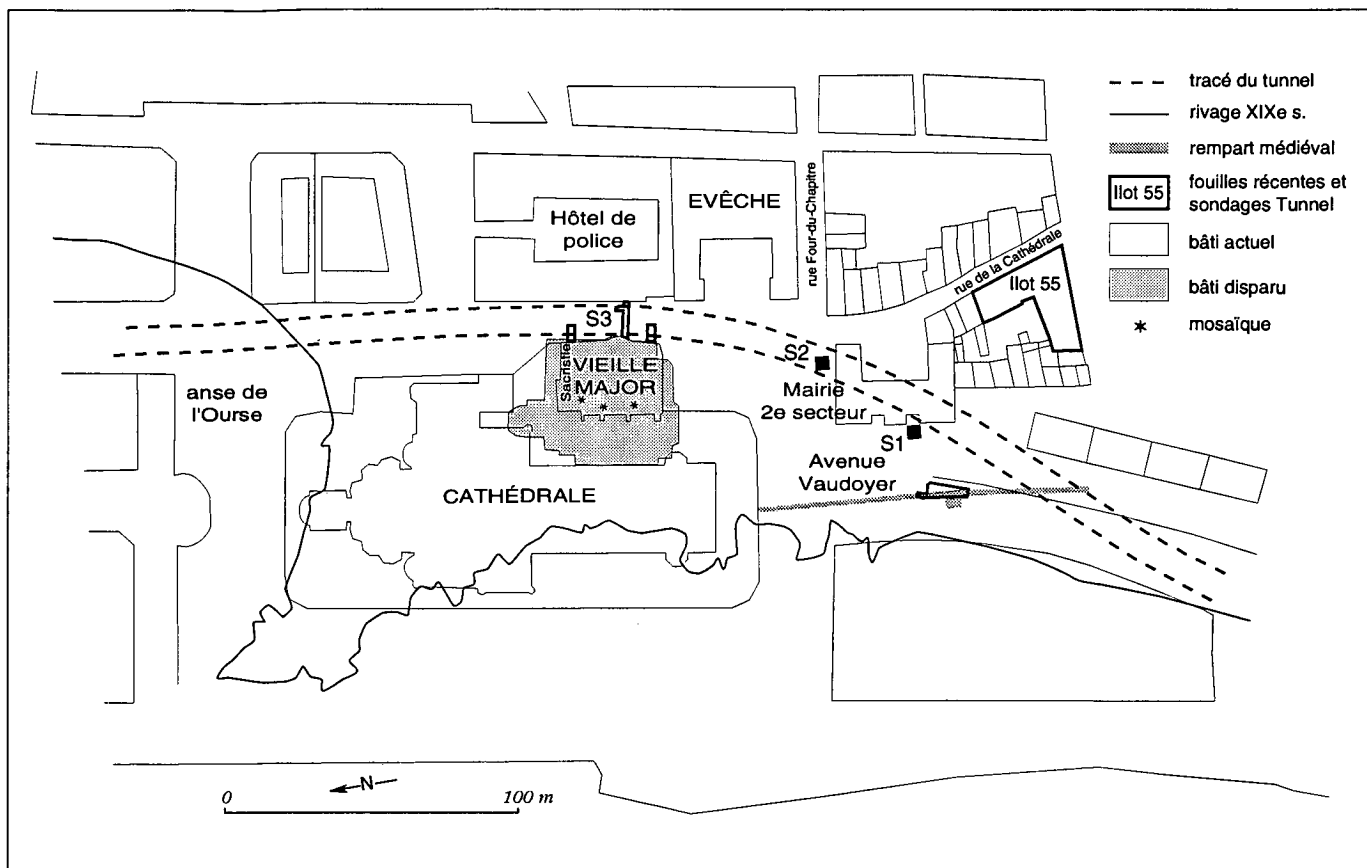 tracé du tunnel
rivage XIXe s.
rempart médiéval
Ilot 55
fouilles récentes et
sondages Tunnel
bâti actuel
bâti disparu
* mosaïque
Hôtel de
police
EVÊCHE
rue Four-du-Chapitre
rue de la Cathédrale
Ilot 55
S3
S2
Sacristie
VIEILLE
MAJOR
* * *
Mairie
2e secteur
anse de
l'Ourse
S1
Avenue
Vaudoyer
CATHÉDRALE
N
0 100 m